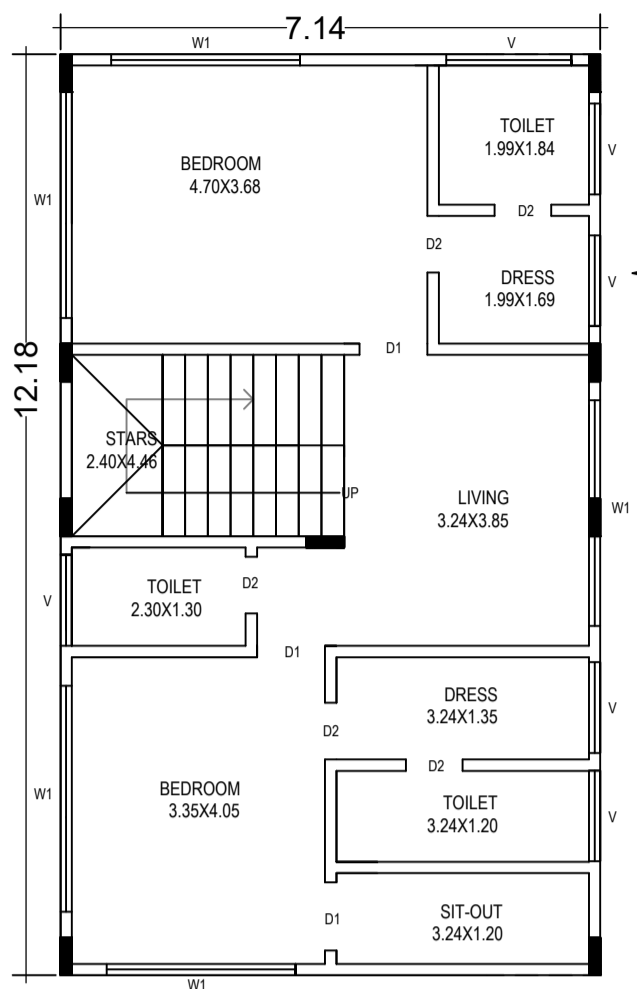 7.14
W1
V
TOILET
1.99X1.84
V
BEDROOM
4.70X3.68
W1
D2
D2
DRESS
1.99X1.69
V
D1
12.18
STARS
2.40X4.46
UP
LIVING
3.24X3.85
W1
TOILET
2.30X1.30
D2
V
D1
DRESS
3.24X1.35
V
D2
D2
BEDROOM
3.35X4.05
W1
TOILET
3.24X1.20
V
D1
SIT-OUT
3.24X1.20
W1